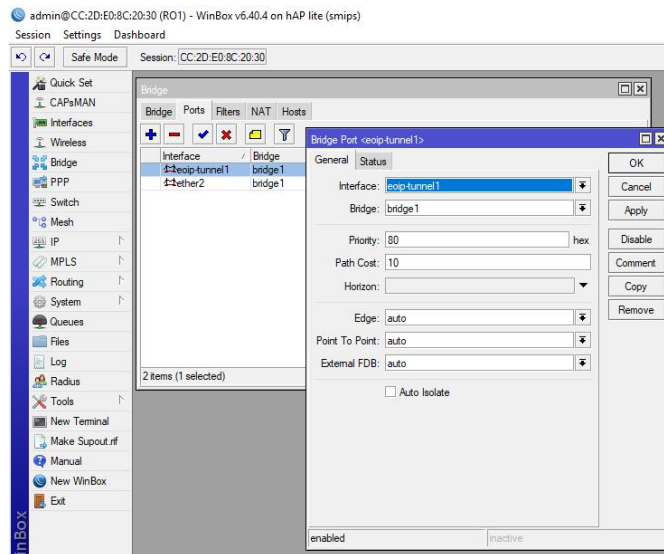 admin@CC:2D:E0:8C:20:30 (RO1) - WinBox v6.40.4 on hAP lite (smips)
Session Settings Dashboard
Safe Mode Session: CC:2D:E0:8C:20:30
Quick Set
CAPsMAN
Interfaces
Wireless
Bridge
PPP
Switch
Mesh
IP
MPLS
Routing
System
Queues
Files
Log
Radius
Tools
New Terminal
Make Supout.rif
Manual
New WinBox
Exit
inBox
Bridge
Bridge Ports Filters NAT Hosts
Interface / Bridge
eoip-tunnel1 bridge1
ether2 bridge1
2 items (1 selected)
Bridge Port <eoip-tunnel1>
General Status
Interface: eoip-tunnel1
Bridge: bridge1
Priority: 80 hex
Path Cost: 10
Horizon:
Edge: auto
Point To Point: auto
External FDB: auto
Auto Isolate
enabled inactive
OK
Cancel
Apply
Disable
Comment
Copy
Remove